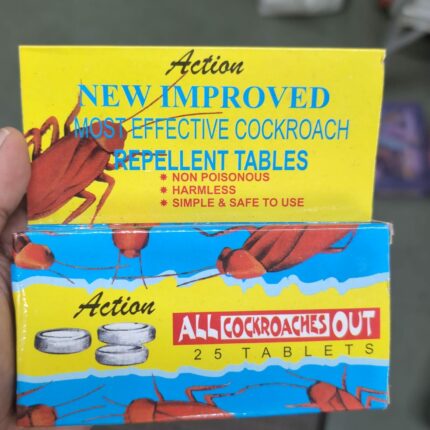 Action
NEW IMPROVED
MOST EFFECTIVE COCKROACH
REPELLENT TABLES
* NON POISONOUS
* HARMLESS
* SIMPLE & SAFE TO USE
Action
ALL COCKROACHES OUT
25 TABLETS